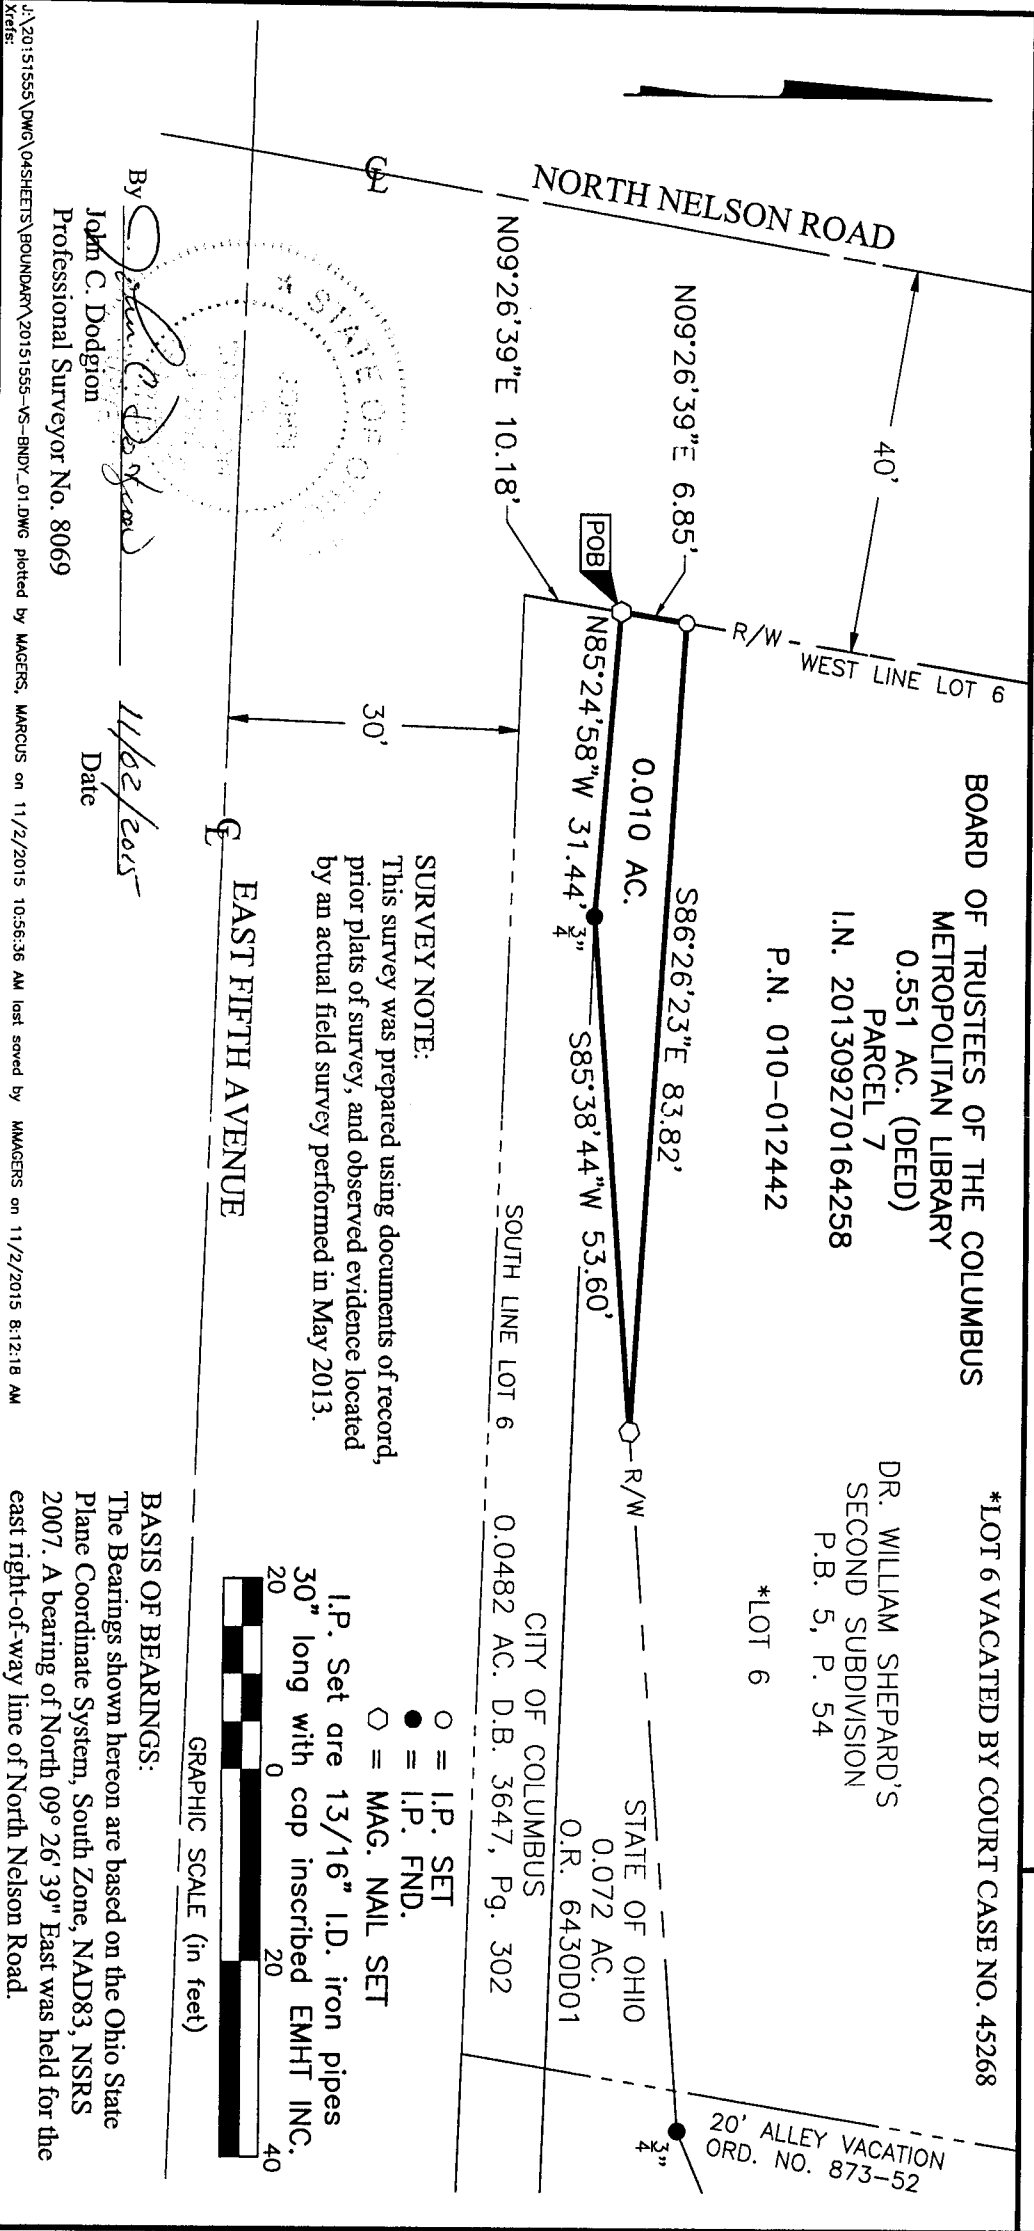 *LOT 6 VACATED BY COURT CASE NO. 45268
BOARD OF TRUSTEES OF THE COLUMBUS
METROPOLITAN LIBRARY
0.551 AC. (DEED)
PARCEL 7
I.N. 201309270164258
P.N. 010-012442
DR. WILLIAM SHEPARD'S
SECOND SUBDIVISION
P.B. 5, P. 54
*LOT 6
20' ALLEY VACATION
ORD. NO. 873-52
NORTH NELSON ROAD
40'
R/W
WEST LINE LOT 6
N09°26'39"E 6.85'
N09°26'39"E 10.18'
POB
S86°26'23"E 83.82'
0.010 AC.
N85°24'58"W 31.44'
3/4"
S85°38'44"W 53.60'
R/W
STATE OF OHIO
0.072 AC.
O.R. 6430D01
3/4"
CITY OF COLUMBUS
0.0482 AC. D.B. 3647, Pg. 302
SOUTH LINE LOT 6
30'
CL
CL
EAST FIFTH AVENUE
SURVEY NOTE:
This survey was prepared using documents of record,
prior plats of survey, and observed evidence located
by an actual field survey performed in May 2013.
○ = I.P. SET
● = I.P. FND.
⬡ = MAG. NAIL SET
I.P. Set are 13/16" I.D. iron pipes
30" long with cap inscribed EMHT INC.
20 0 20 40
GRAPHIC SCALE (in feet)
BASIS OF BEARINGS:
The Bearings shown hereon are based on the Ohio State
Plane Coordinate System, South Zone, NAD83, NSRS
2007. A bearing of North 09° 26' 39" East was held for the
east right-of-way line of North Nelson Road.
STATE OF
JOHN
By John C. Dodgion 11/02/2015
John C. Dodgion Date
Professional Surveyor No. 8069
J:\20151555\DWG\04SHEETS\BOUNDARY\20151555-VS-BNDY_01.DWG plotted by MAGERS, MARCUS on 11/2/2015 10:56:36 AM last saved by MMAGERS on 11/2/2015 8:12:18 AM
Xrefs: